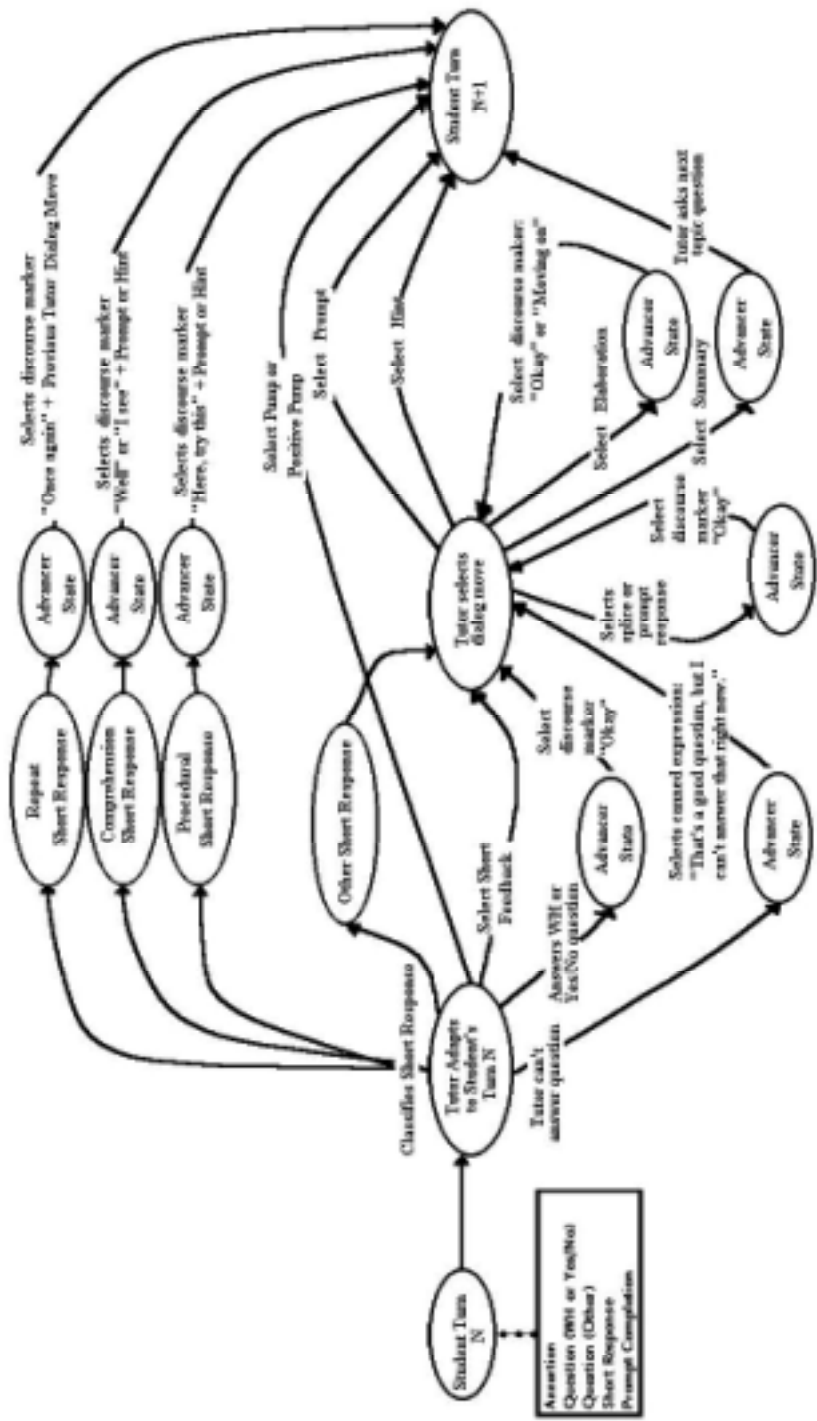 Student Turn
N
Assertion
Question (WH or Yes/No)
Question (Other)
Short Response
Prompt Completion
Tutor Adapts
to Student's
Turn N
Classifies Short Response
Repeat
Short Response
Comprehension
Short Response
Procedural
Short Response
Advancer
State
Advancer
State
Advancer
State
Selects discourse marker
"Once again" + Previous Tutor Dialog Move
Selects discourse marker
"Well" or "I see" + Prompt or Hint
Selects discourse marker
"Here, try this" + Prompt or Hint
Other Short Response
Select Pump or
Positive Pump
Select Short
Feedback
Answers WH or
Yes/No question
Advancer
State
Select
discourse
marker
"Okay"
Tutor can't
answer question
Advancer
State
Selects canned expression:
"That's a good question, but I
can't answer that right now."
Tutor selects
dialog move
Select Prompt
Select Hint
Selects
splice or
prompt
response
Advancer
State
Select
discourse
marker
"Okay"
Select Elaboration
Advancer
State
Select discourse maker:
"Okay" or "Moving on"
Select Summary
Advancer
State
Tutor asks next
topic question
Student Turn
N+1